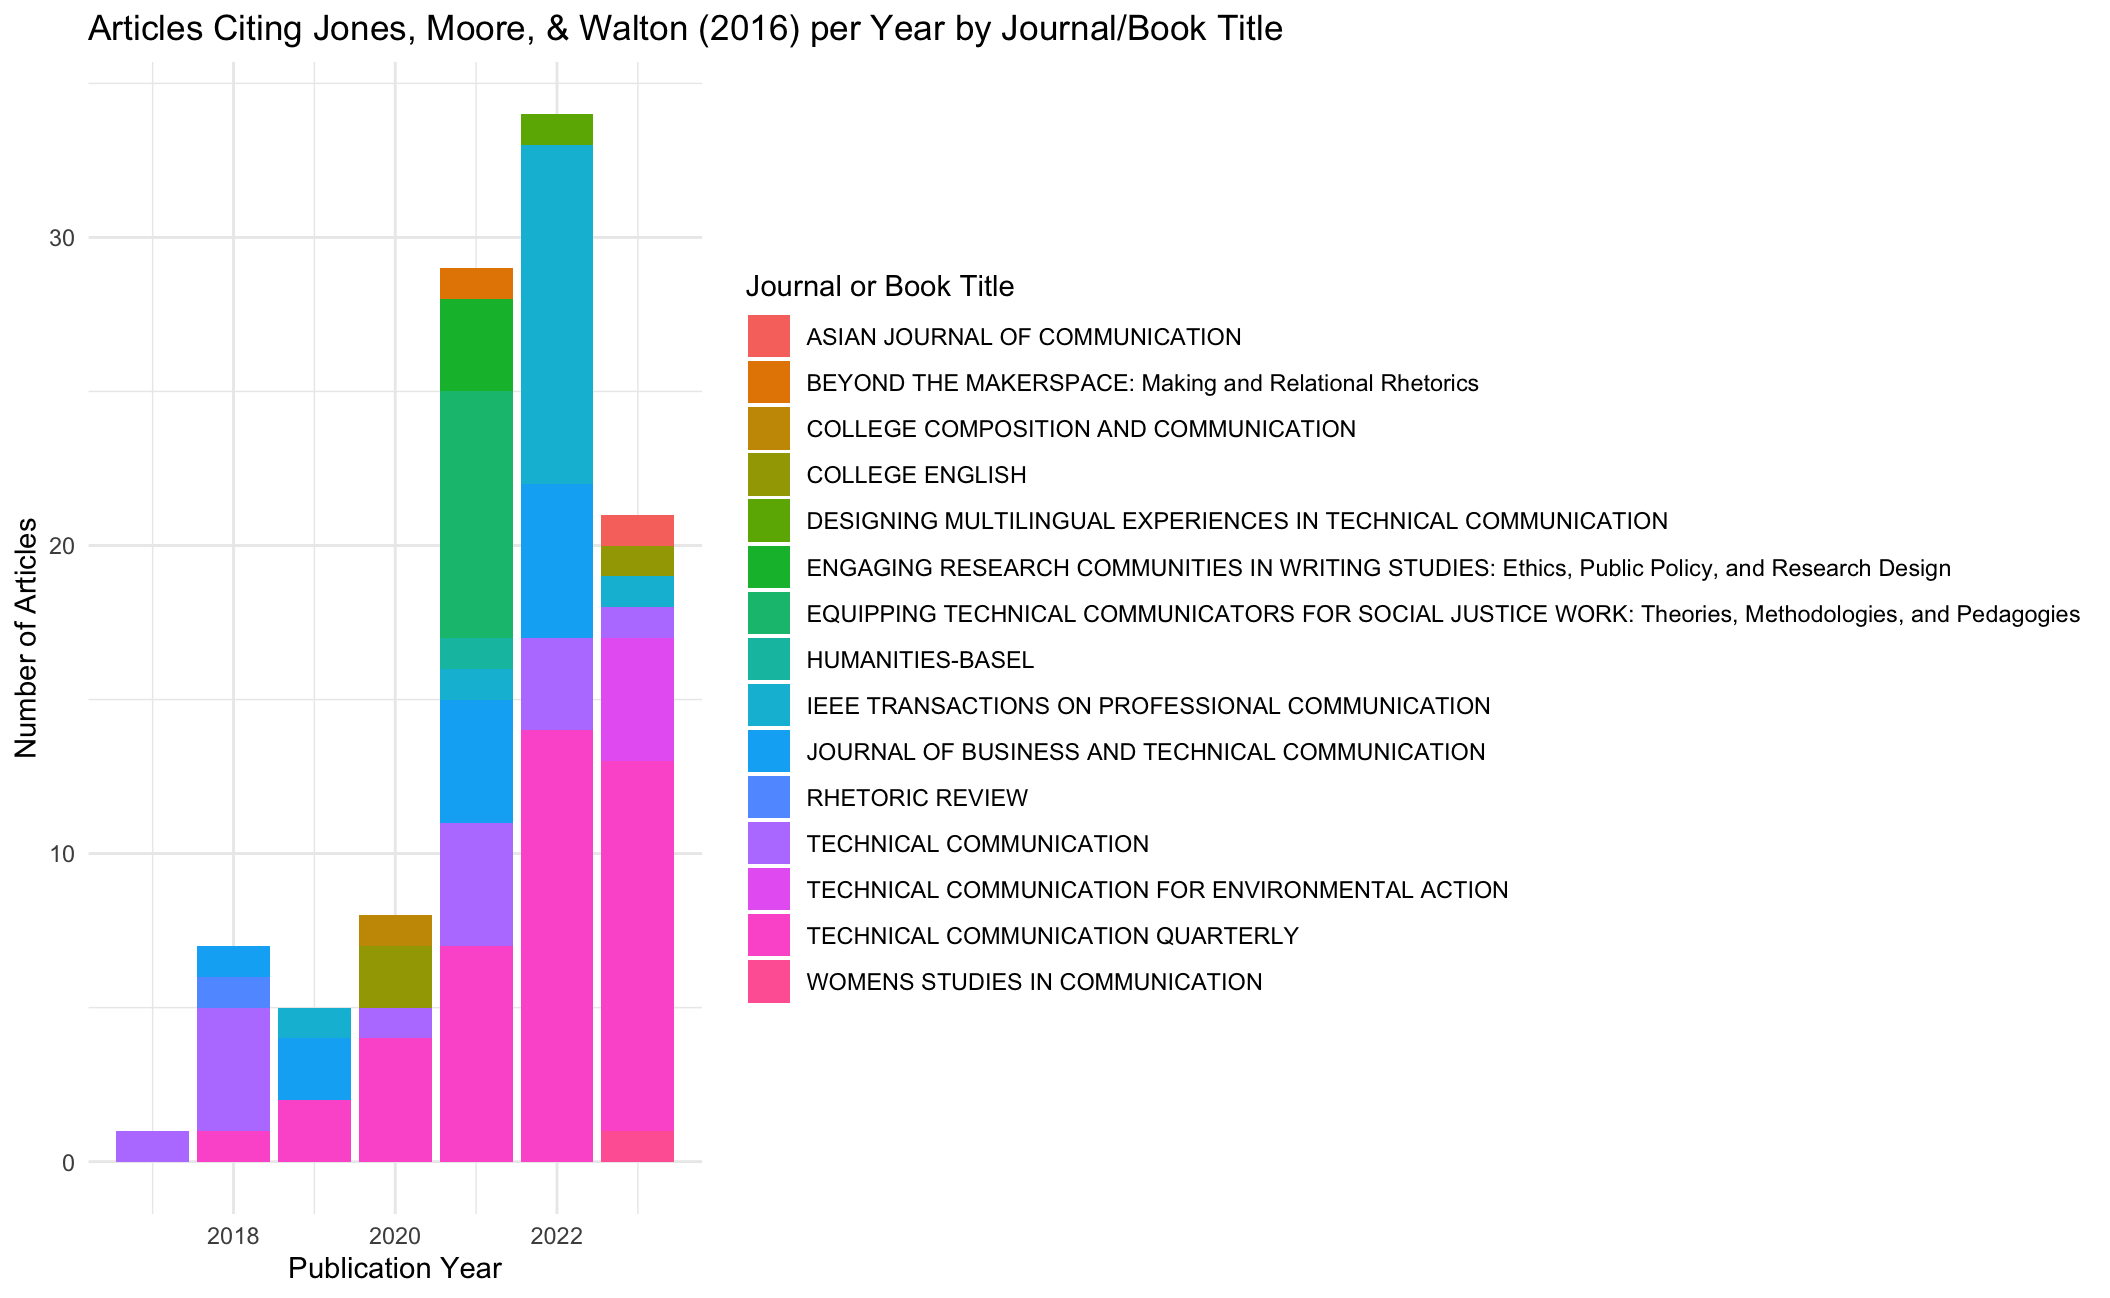 Articles Citing Jones, Moore, & Walton (2016) per Year by Journal/Book Title
Number of Articles
30
20
10
0
2018
2020
2022
Publication Year
Journal or Book Title
ASIAN JOURNAL OF COMMUNICATION
BEYOND THE MAKERSPACE: Making and Relational Rhetorics
COLLEGE COMPOSITION AND COMMUNICATION
COLLEGE ENGLISH
DESIGNING MULTILINGUAL EXPERIENCES IN TECHNICAL COMMUNICATION
ENGAGING RESEARCH COMMUNITIES IN WRITING STUDIES: Ethics, Public Policy, and Research Design
EQUIPPING TECHNICAL COMMUNICATORS FOR SOCIAL JUSTICE WORK: Theories, Methodologies, and Pedagogies
HUMANITIES-BASEL
IEEE TRANSACTIONS ON PROFESSIONAL COMMUNICATION
JOURNAL OF BUSINESS AND TECHNICAL COMMUNICATION
RHETORIC REVIEW
TECHNICAL COMMUNICATION
TECHNICAL COMMUNICATION FOR ENVIRONMENTAL ACTION
TECHNICAL COMMUNICATION QUARTERLY
WOMENS STUDIES IN COMMUNICATION